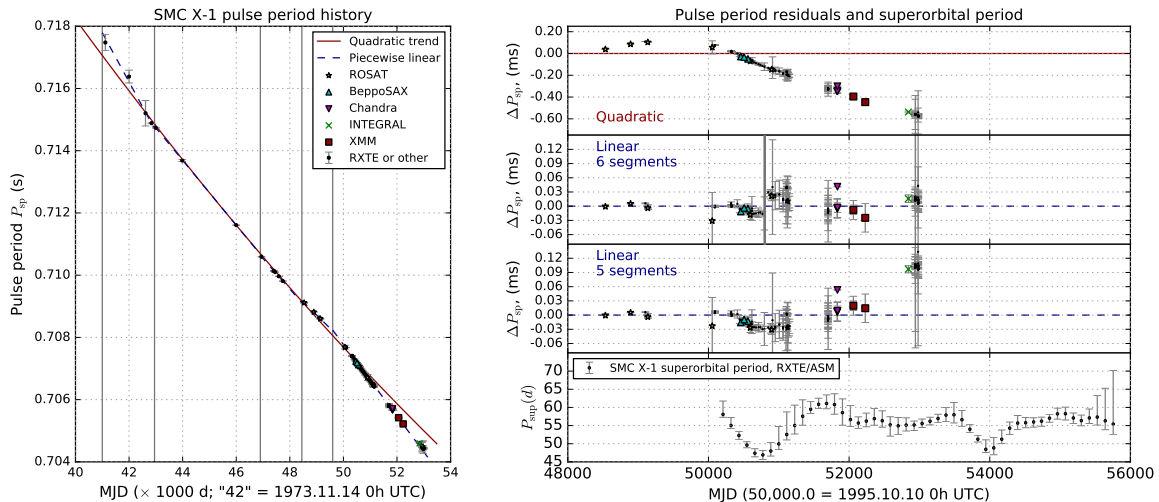 SMC X-1 pulse period history
Pulse period P_sp (s)
0.718
0.716
0.714
0.712
0.710
0.708
0.706
0.704
Quadratic trend
Piecewise linear
ROSAT
BeppoSAX
Chandra
INTEGRAL
XMM
RXTE or other
40 42 44 46 48 50 52 54
MJD (× 1000 d; "42" = 1973.11.14 0h UTC)
Pulse period residuals and superorbital period
ΔP_sp, (ms)
0.20
0.00
-0.20
-0.40
-0.60
Quadratic
ΔP_sp, (ms)
0.12
0.09
0.06
0.03
0.00
-0.03
-0.06
Linear
6 segments
ΔP_sp, (ms)
0.12
0.09
0.06
0.03
0.00
-0.03
-0.06
Linear
5 segments
P_sup(d)
70
65
60
55
50
45
SMC X-1 superorbital period, RXTE/ASM
48000 50000 52000 54000 56000
MJD (50,000.0 = 1995.10.10 0h UTC)